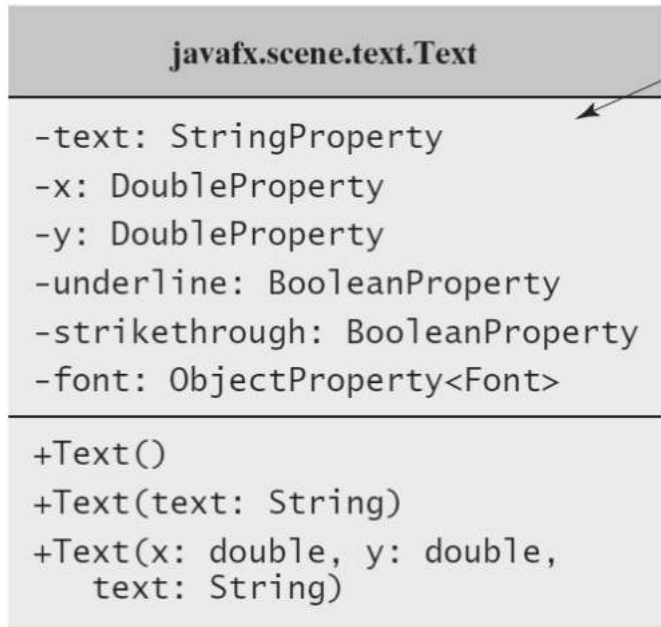 javafx.scene.text.Text
-text: StringProperty
-x: DoubleProperty
-y: DoubleProperty
-underline: BooleanProperty
-strikethrough: BooleanProperty
-font: ObjectProperty<Font>
+Text()
+Text(text: String)
+Text(x: double, y: double,
text: String)